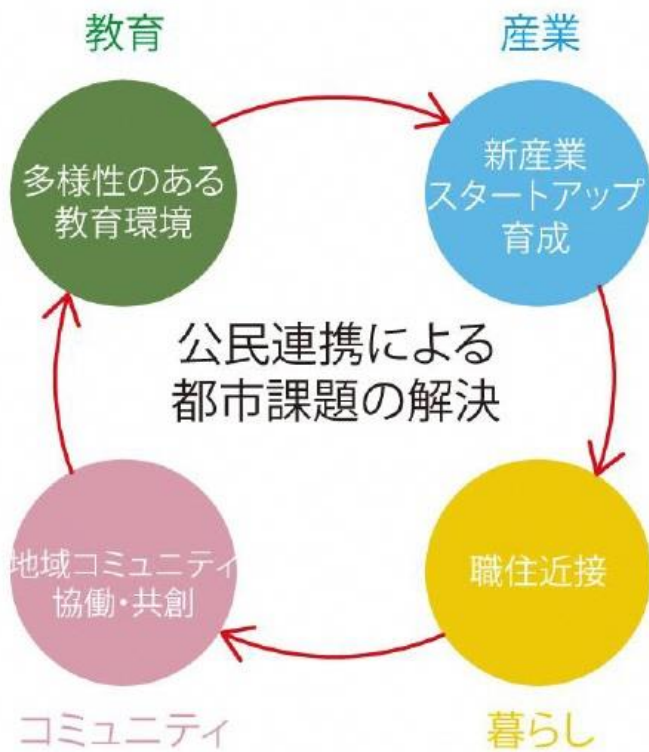 教育
産業
多様性のある
教育環境
新産業
スタートアップ
育成
公民連携による
都市課題の解決
地域コミュニティ
協働・共創
職住近接
コミュニティ
暮らし